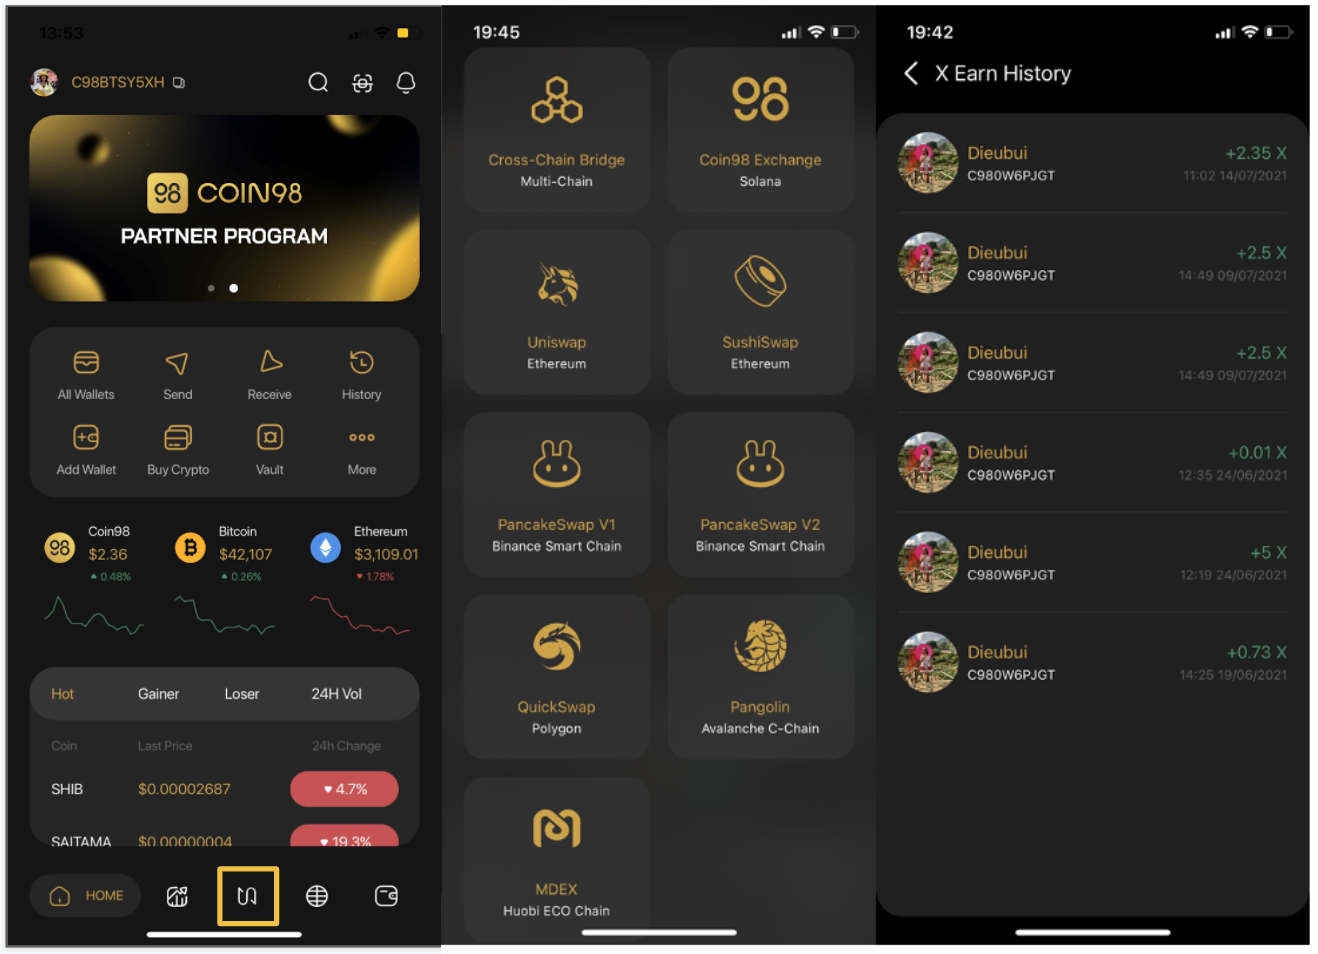 13:53
C98BTSY5XH
98 COIN98
PARTNER PROGRAM
All Wallets
Send
Receive
History
Add Wallet
Buy Crypto
Vault
More
Coin98
$2.36
0.48%
Bitcoin
$42,107
0.26%
Ethereum
$3,109.01
1.78%
Hot Gainer Loser 24H Vol
Coin Last Price 24h Change
SHIB $0.00002687 4.7%
SAITAMA $0.00000004 19.3%
HOME
19:45
Cross-Chain Bridge
Multi-Chain
98
Coin98 Exchange
Solana
Uniswap
Ethereum
SushiSwap
Ethereum
PancakeSwap V1
Binance Smart Chain
PancakeSwap V2
Binance Smart Chain
QuickSwap
Polygon
Pangolin
Avalanche C-Chain
MDEX
Huobi ECO Chain
19:42
X Earn History
Dieubui +2.35 X
C980W6PJGT 11:02 14/07/2021
Dieubui +2.5 X
C980W6PJGT 14:49 09/07/2021
Dieubui +2.5 X
C980W6PJGT 14:49 09/07/2021
Dieubui +0.01 X
C980W6PJGT 12:35 24/06/2021
Dieubui +5 X
C980W6PJGT 12:19 24/06/2021
Dieubui +0.73 X
C980W6PJGT 14:25 19/06/2021